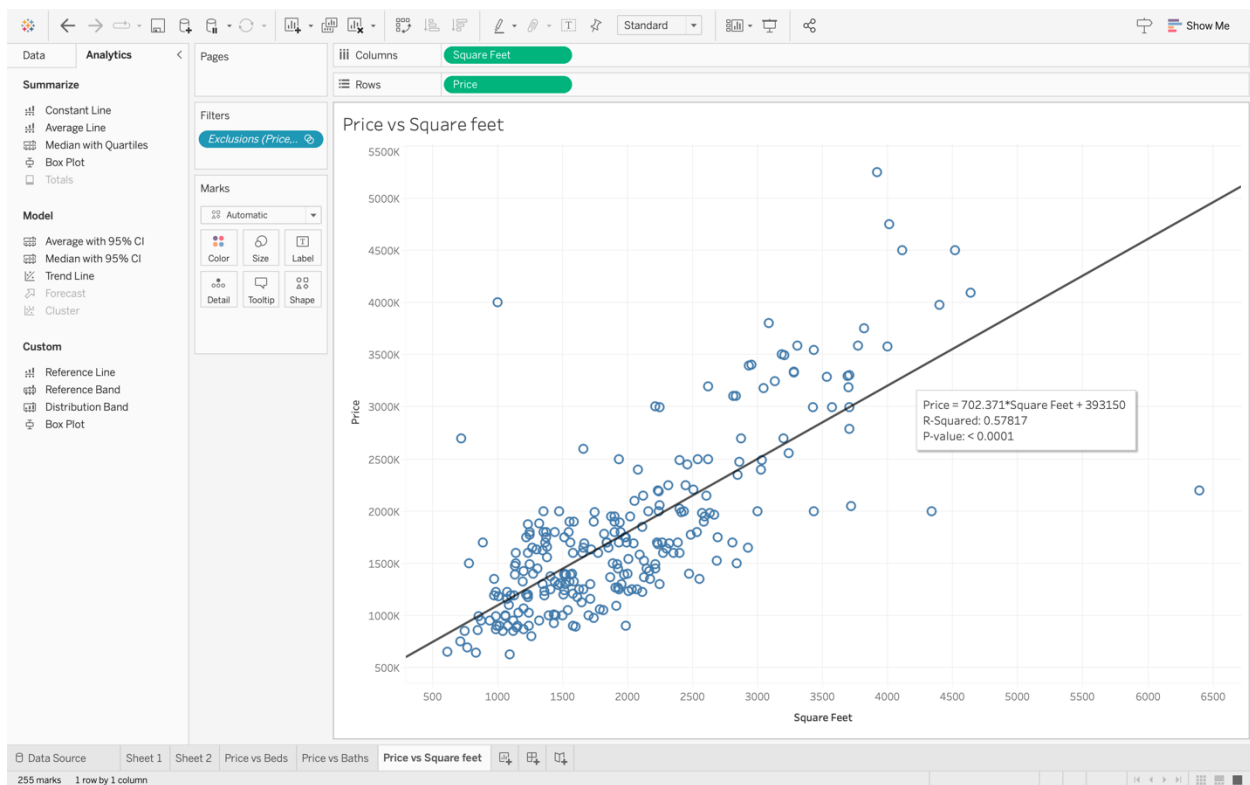 Standard
Show Me
Data
Analytics
Pages
Columns
Square Feet
Rows
Price
Summarize
Constant Line
Average Line
Median with Quartiles
Box Plot
Totals
Model
Average with 95% CI
Median with 95% CI
Trend Line
Forecast
Cluster
Custom
Reference Line
Reference Band
Distribution Band
Box Plot
Filters
Exclusions (Price,..
Marks
Automatic
Color
Size
Label
Detail
Tooltip
Shape
Price vs Square feet
5500K
5000K
4500K
4000K
3500K
3000K
2500K
2000K
1500K
1000K
500K
Price
Price = 702.371*Square Feet + 393150
R-Squared: 0.57817
P-value: < 0.0001
500 1000 1500 2000 2500 3000 3500 4000 4500 5000 5500 6000 6500
Square Feet
Data Source Sheet 1 Sheet 2 Price vs Beds Price vs Baths Price vs Square feet
255 marks 1 row by 1 column